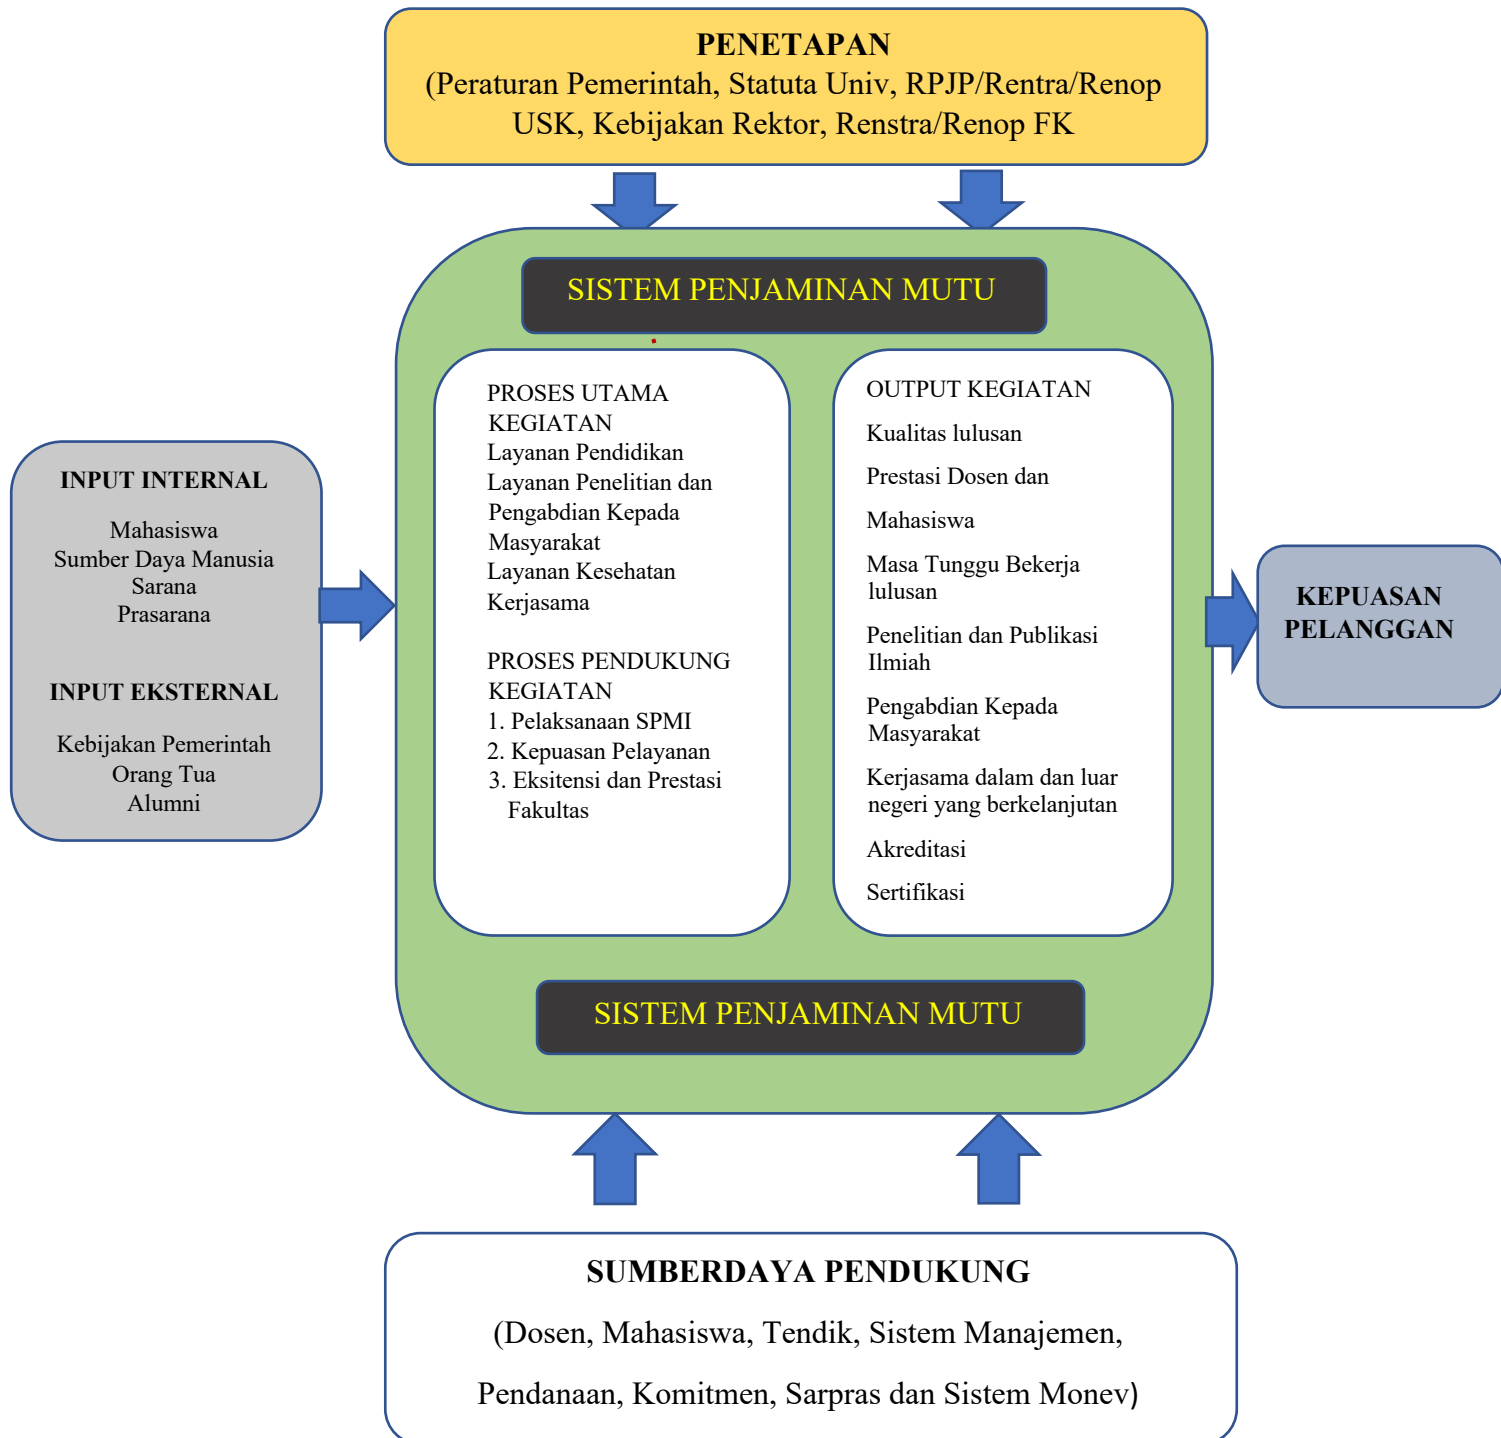 PENETAPAN
(Peraturan Pemerintah, Statuta Univ, RPJP/Rentra/Renop
USK, Kebijakan Rektor, Renstra/Renop FK
SISTEM PENJAMINAN MUTU
INPUT INTERNAL
Mahasiswa
Sumber Daya Manusia
Sarana
Prasarana
INPUT EKSTERNAL
Kebijakan Pemerintah
Orang Tua
Alumni
PROSES UTAMA
KEGIATAN
Layanan Pendidikan
Layanan Penelitian dan
Pengabdian Kepada
Masyarakat
Layanan Kesehatan
Kerjasama
PROSES PENDUKUNG
KEGIATAN
1. Pelaksanaan SPMI
2. Kepuasan Pelayanan
3. Eksitensi dan Prestasi
Fakultas
OUTPUT KEGIATAN
Kualitas lulusan
Prestasi Dosen dan
Mahasiswa
Masa Tunggu Bekerja
lulusan
Penelitian dan Publikasi
Ilmiah
Pengabdian Kepada
Masyarakat
Kerjasama dalam dan luar
negeri yang berkelanjutan
Akreditasi
Sertifikasi
KEPUASAN
PELANGGAN
SISTEM PENJAMINAN MUTU
SUMBERDAYA PENDUKUNG
(Dosen, Mahasiswa, Tendik, Sistem Manajemen,
Pendanaan, Komitmen, Sarpras dan Sistem Monev)